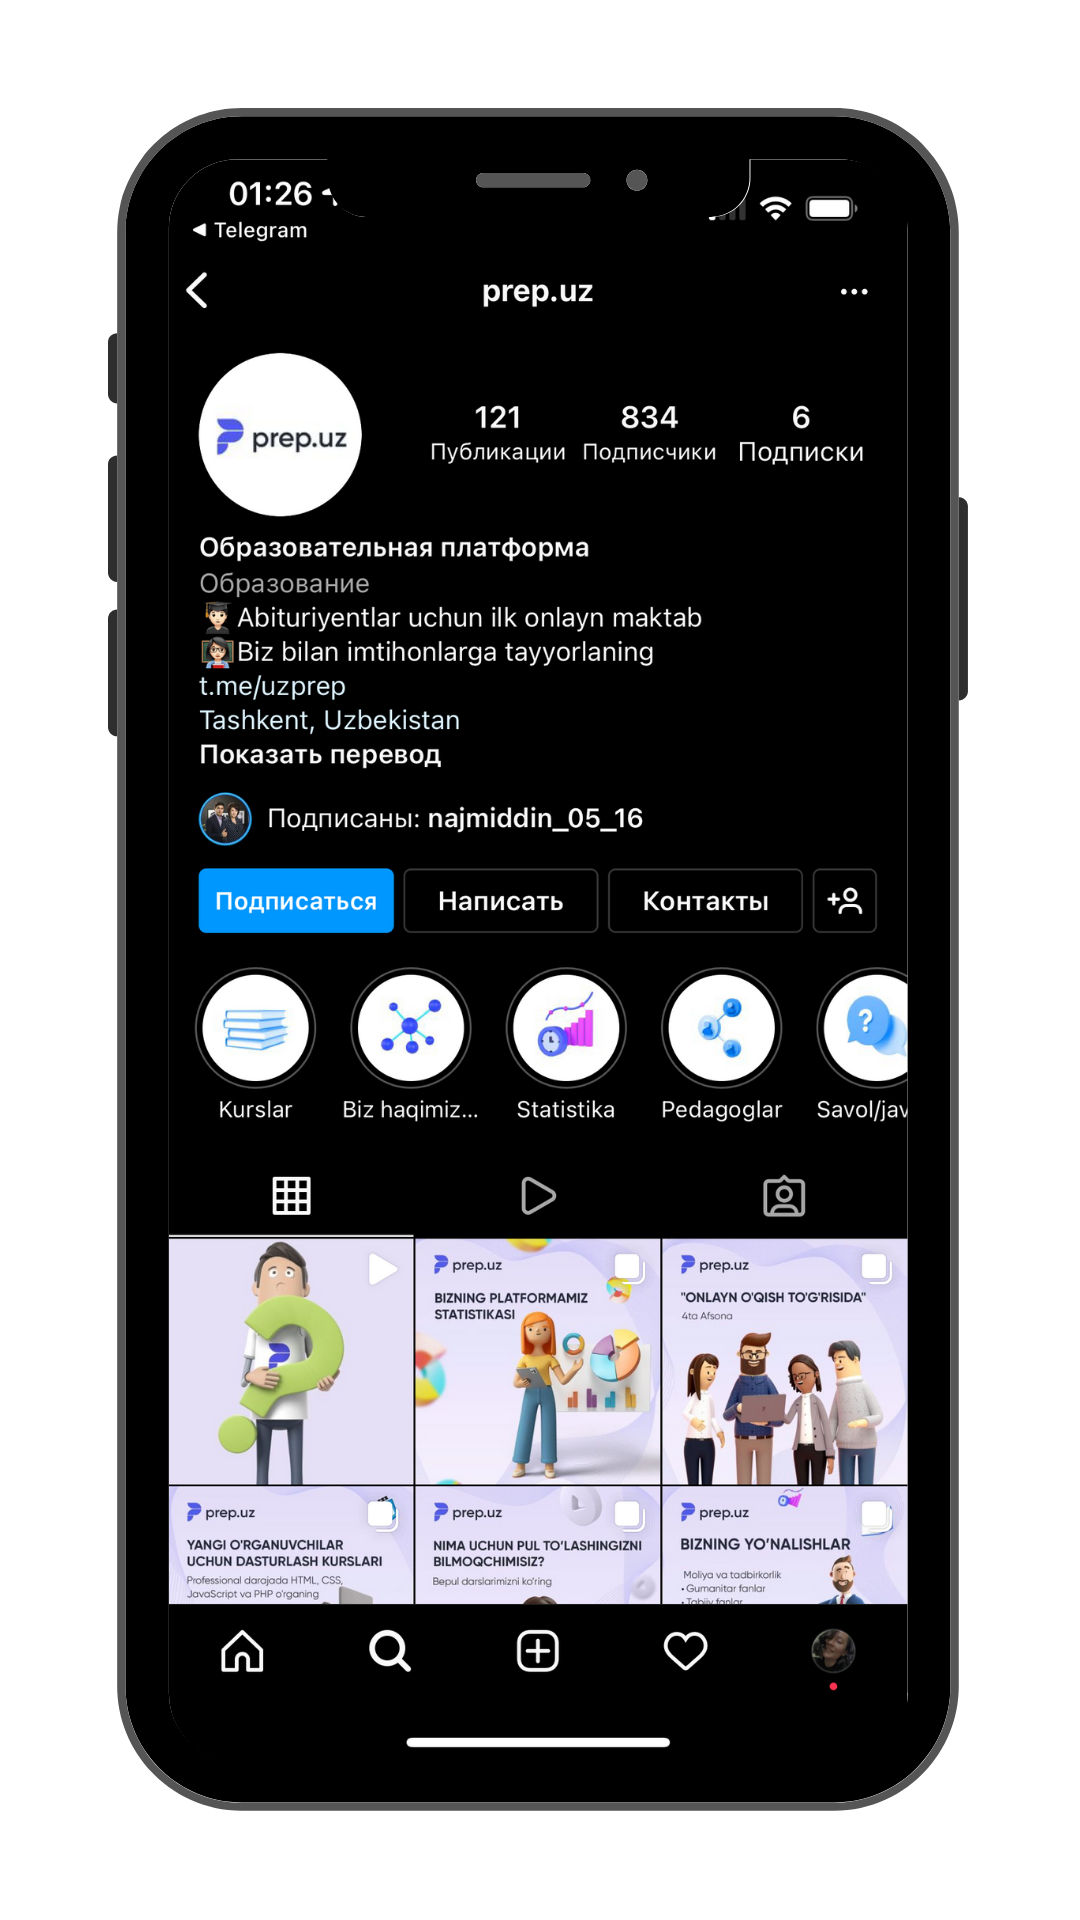 01:26
Telegram
prep.uz
prep.uz
121
834
6
Публикации
Подписчики
Подписки
Образовательная платформа
Образование
Abituriyentlar uchun ilk onlayn maktab
Biz bilan imtihonlarga tayyorlaning
t.me/uzprep
Tashkent, Uzbekistan
Показать перевод
Подписаны: najmiddin_05_16
Подписаться
Написать
Контакты
Kurslar
Biz haqimiz...
Statistika
Pedagoglar
Savol/jav
prep.uz
BIZNING PLATFORMAMIZ
STATISTIKASI
prep.uz
"ONLAYN O'QISH TO'G'RISIDA"
4ta Afsona
prep.uz
YANGI O'RGANUVCHILAR
UCHUN DASTURLASH KURSLARI
Professional darajada HTML, CSS,
JavaScript va PHP o'rganing
prep.uz
NIMA UCHUN PUL TO'LASHINGIZNI
BILMOQCHIMISIZ?
Bepul darslarimizni ko'ring
prep.uz
BIZNING YO'NALISHLAR
Moliya va tadbirkorlik
• Gumanitar fanlar
• Tabiiy fanlar